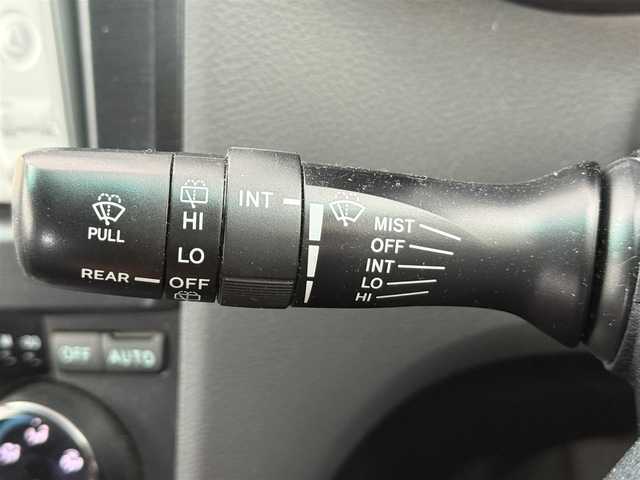 PULL
REAR
HI
LO
OFF
INT
MIST
OFF
INT
LO
HI
OFF
AUTO